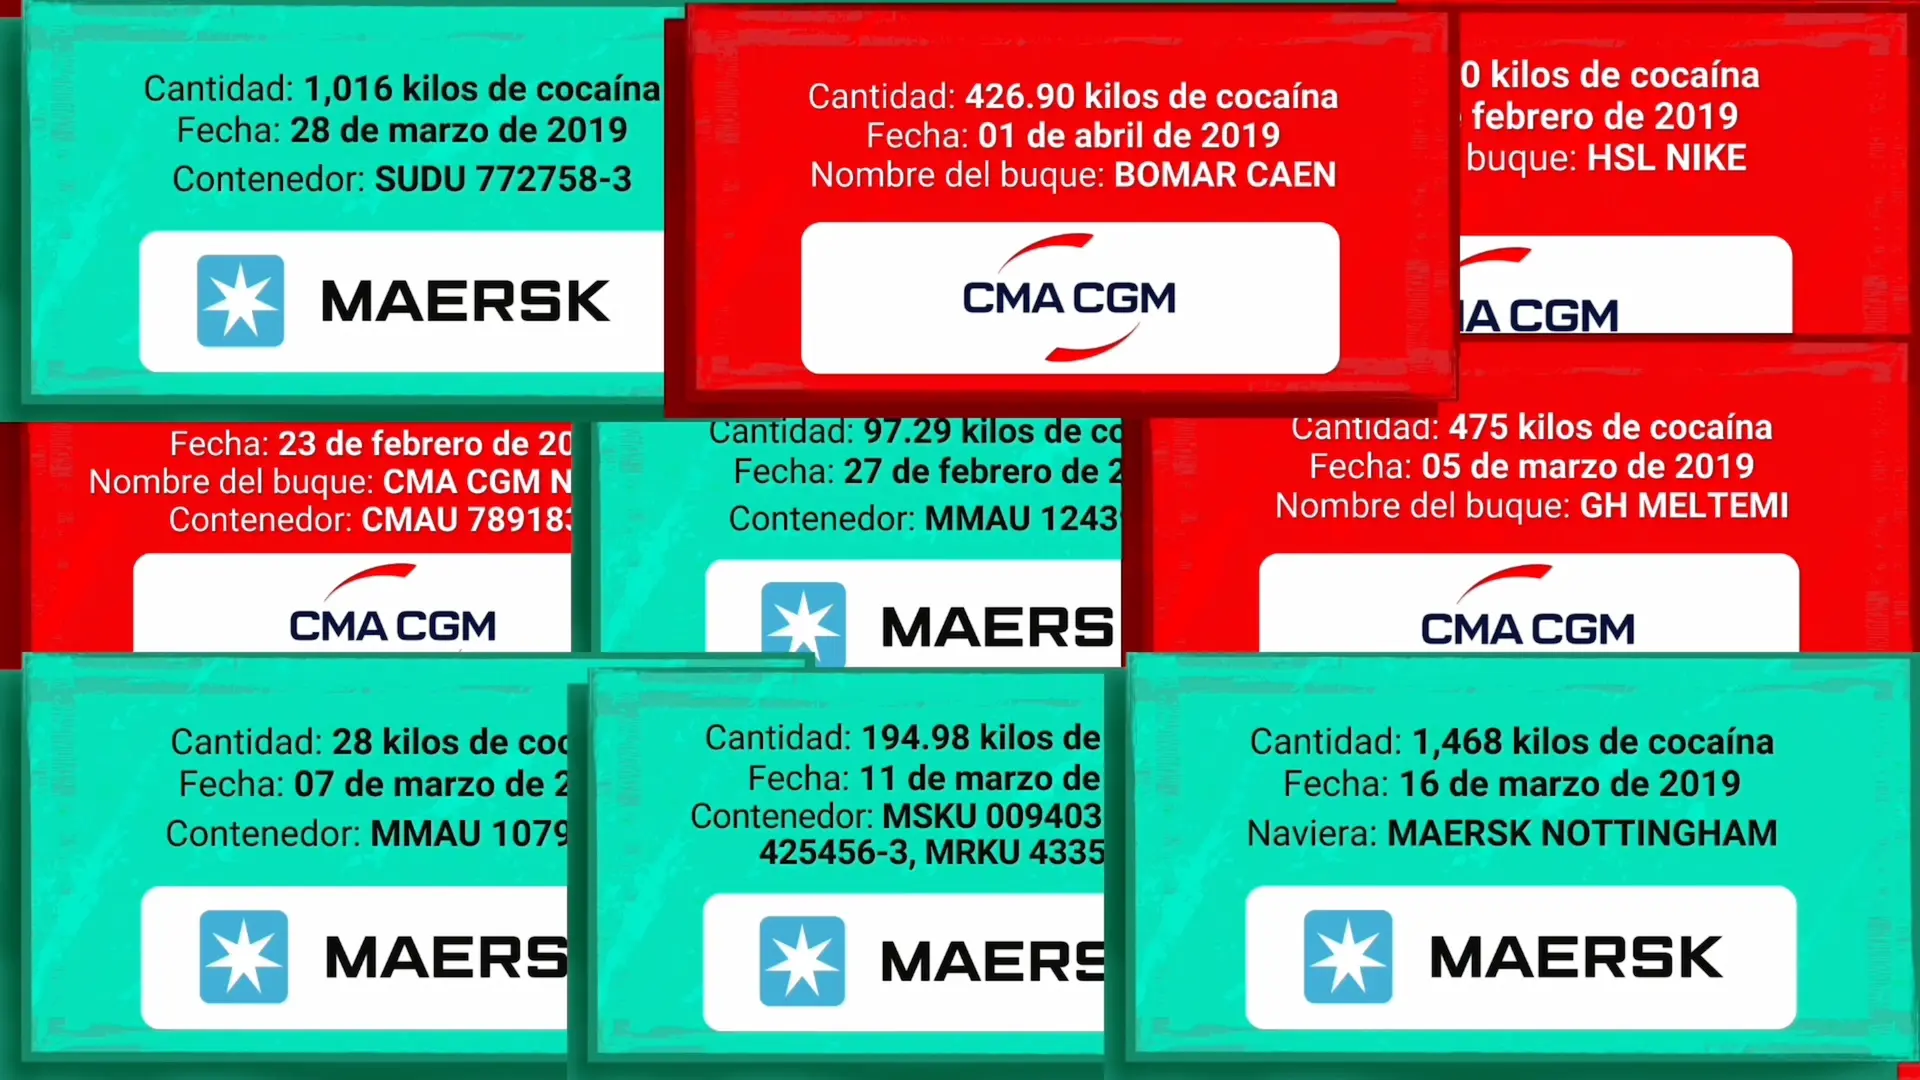 Cantidad: 1,016 kilos de cocaína
Fecha: 28 de marzo de 2019
Contenedor: SUDU 772758-3
MAERSK
Cantidad: 426.90 kilos de cocaína
Fecha: 01 de abril de 2019
Nombre del buque: BOMAR CAEN
CMA CGM
0 kilos de cocaína
febrero de 2019
buque: HSL NIKE
CGM
Fecha: 23 de febrero de 20
Nombre del buque: CMA CGM N
Contenedor: CMAU 78918
CMA CGM
Cantidad: 97.29 kilos de co
Fecha: 27 de febrero de 2
Contenedor: MMAU 1243
MAERS
Cantidad: 475 kilos de cocaína
Fecha: 05 de marzo de 2019
Nombre del buque: GH MELTEMI
CMA CGM
Cantidad: 28 kilos de coc
Fecha: 07 de marzo de 2
Contenedor: MMAU 1079
MAERS
Cantidad: 194.98 kilos de
Fecha: 11 de marzo de
Contenedor: MSKU 009403
425456-3, MRKU 4335
MAERS
Cantidad: 1,468 kilos de cocaína
Fecha: 16 de marzo de 2019
Naviera: MAERSK NOTTINGHAM
MAERSK